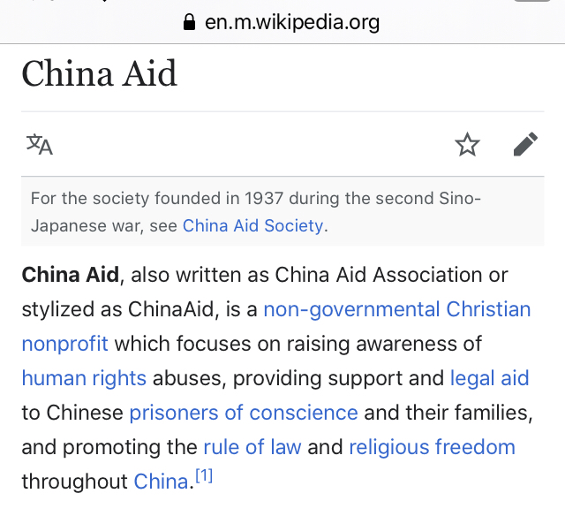 en.m.wikipedia.org
China Aid
For the society founded in 1937 during the second Sino-
Japanese war, see China Aid Society.
China Aid, also written as China Aid Association or
stylized as ChinaAid, is a non-governmental Christian
nonprofit which focuses on raising awareness of
human rights abuses, providing support and legal aid
to Chinese prisoners of conscience and their families,
and promoting the rule of law and religious freedom
throughout China.[1]